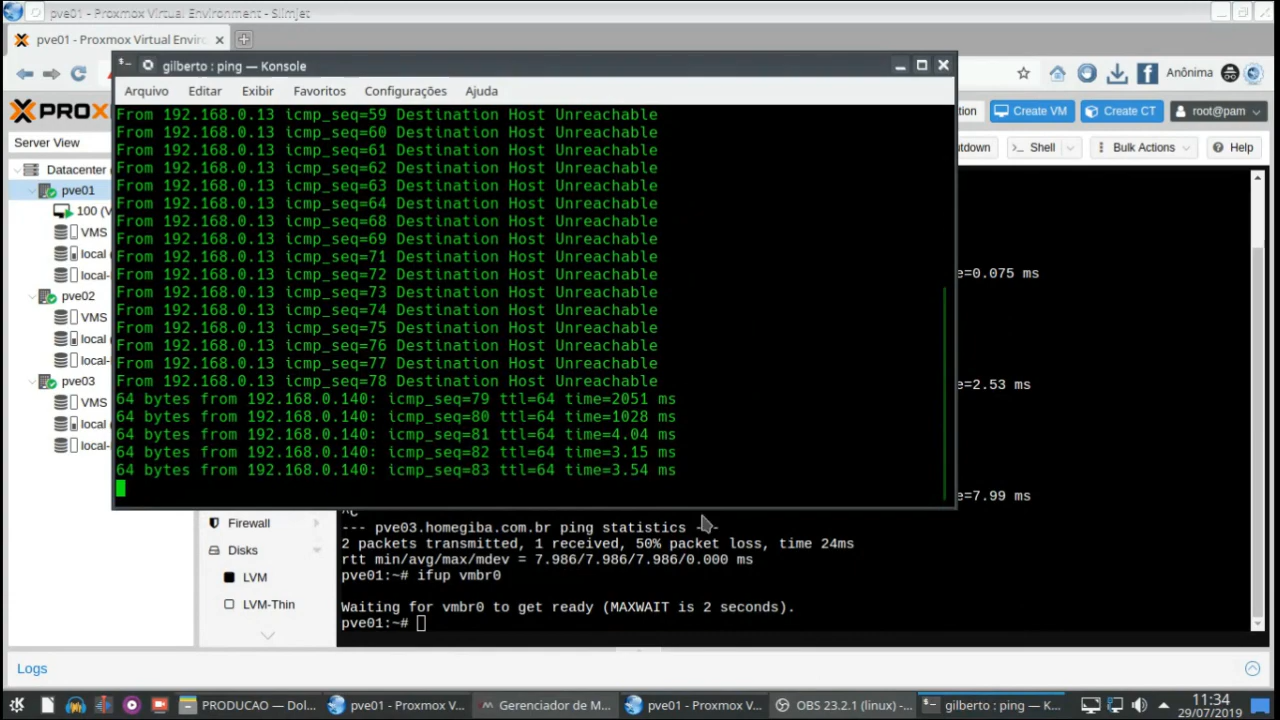 pve01 - Proxmox Virtual Environment - Slimjet
pve01 - Proxmox Virtual Envir
Anônima
PROX
Server View
Create VM
Create CT
root@pam
Shell
Bulk Actions
Help
Datacenter
pve01
VMS
local
local-
pve02
VMS
local
local-
pve03
VMS
local
local-
gilberto : ping — Konsole
Arquivo Editar Exibir Favoritos Configurações Ajuda
From 192.168.0.13 icmp_seq=59 Destination Host Unreachable
From 192.168.0.13 icmp_seq=60 Destination Host Unreachable
From 192.168.0.13 icmp_seq=61 Destination Host Unreachable
From 192.168.0.13 icmp_seq=62 Destination Host Unreachable
From 192.168.0.13 icmp_seq=63 Destination Host Unreachable
From 192.168.0.13 icmp_seq=64 Destination Host Unreachable
From 192.168.0.13 icmp_seq=68 Destination Host Unreachable
From 192.168.0.13 icmp_seq=69 Destination Host Unreachable
From 192.168.0.13 icmp_seq=71 Destination Host Unreachable
From 192.168.0.13 icmp_seq=72 Destination Host Unreachable
From 192.168.0.13 icmp_seq=73 Destination Host Unreachable
From 192.168.0.13 icmp_seq=74 Destination Host Unreachable
From 192.168.0.13 icmp_seq=75 Destination Host Unreachable
From 192.168.0.13 icmp_seq=76 Destination Host Unreachable
From 192.168.0.13 icmp_seq=77 Destination Host Unreachable
From 192.168.0.13 icmp_seq=78 Destination Host Unreachable
64 bytes from 192.168.0.140: icmp_seq=79 ttl=64 time=2051 ms
64 bytes from 192.168.0.140: icmp_seq=80 ttl=64 time=1028 ms
64 bytes from 192.168.0.140: icmp_seq=81 ttl=64 time=4.04 ms
64 bytes from 192.168.0.140: icmp_seq=82 ttl=64 time=3.15 ms
64 bytes from 192.168.0.140: icmp_seq=83 ttl=64 time=3.54 ms
e=0.075 ms
=2.53 ms
e=7.99 ms
Firewall
Disks
LVM
LVM-Thin
^C
--- pve03.homegiba.com.br ping statistics ---
2 packets transmitted, 1 received, 50% packet loss, time 24ms
rtt min/avg/max/mdev = 7.986/7.986/7.986/0.000 ms
pve01:~# ifup vmbr0
Waiting for vmbr0 to get ready (MAXWAIT is 2 seconds).
pve01:~#
Logs
PRODUCAO — Dol...
pve01 - Proxmox V...
Gerenciador de M...
pve01 - Proxmox V...
OBS 23.2.1 (linux) -...
gilberto : ping — K...
11:34
29/07/2019